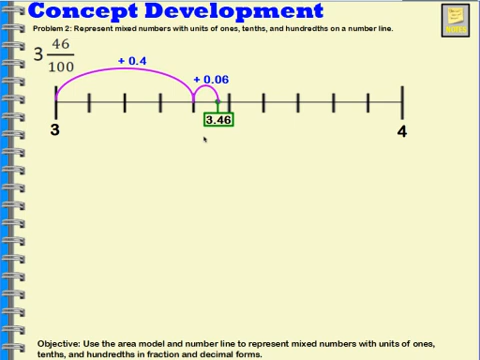 Concept Development
Problem 2: Represent mixed numbers with units of ones, tenths, and hundredths on a number line.
3 46/100
+ 0.4
+ 0.06
3.46
3
4
Objective: Use the area model and number line to represent mixed numbers with units of ones,
tenths, and hundredths in fraction and decimal forms.